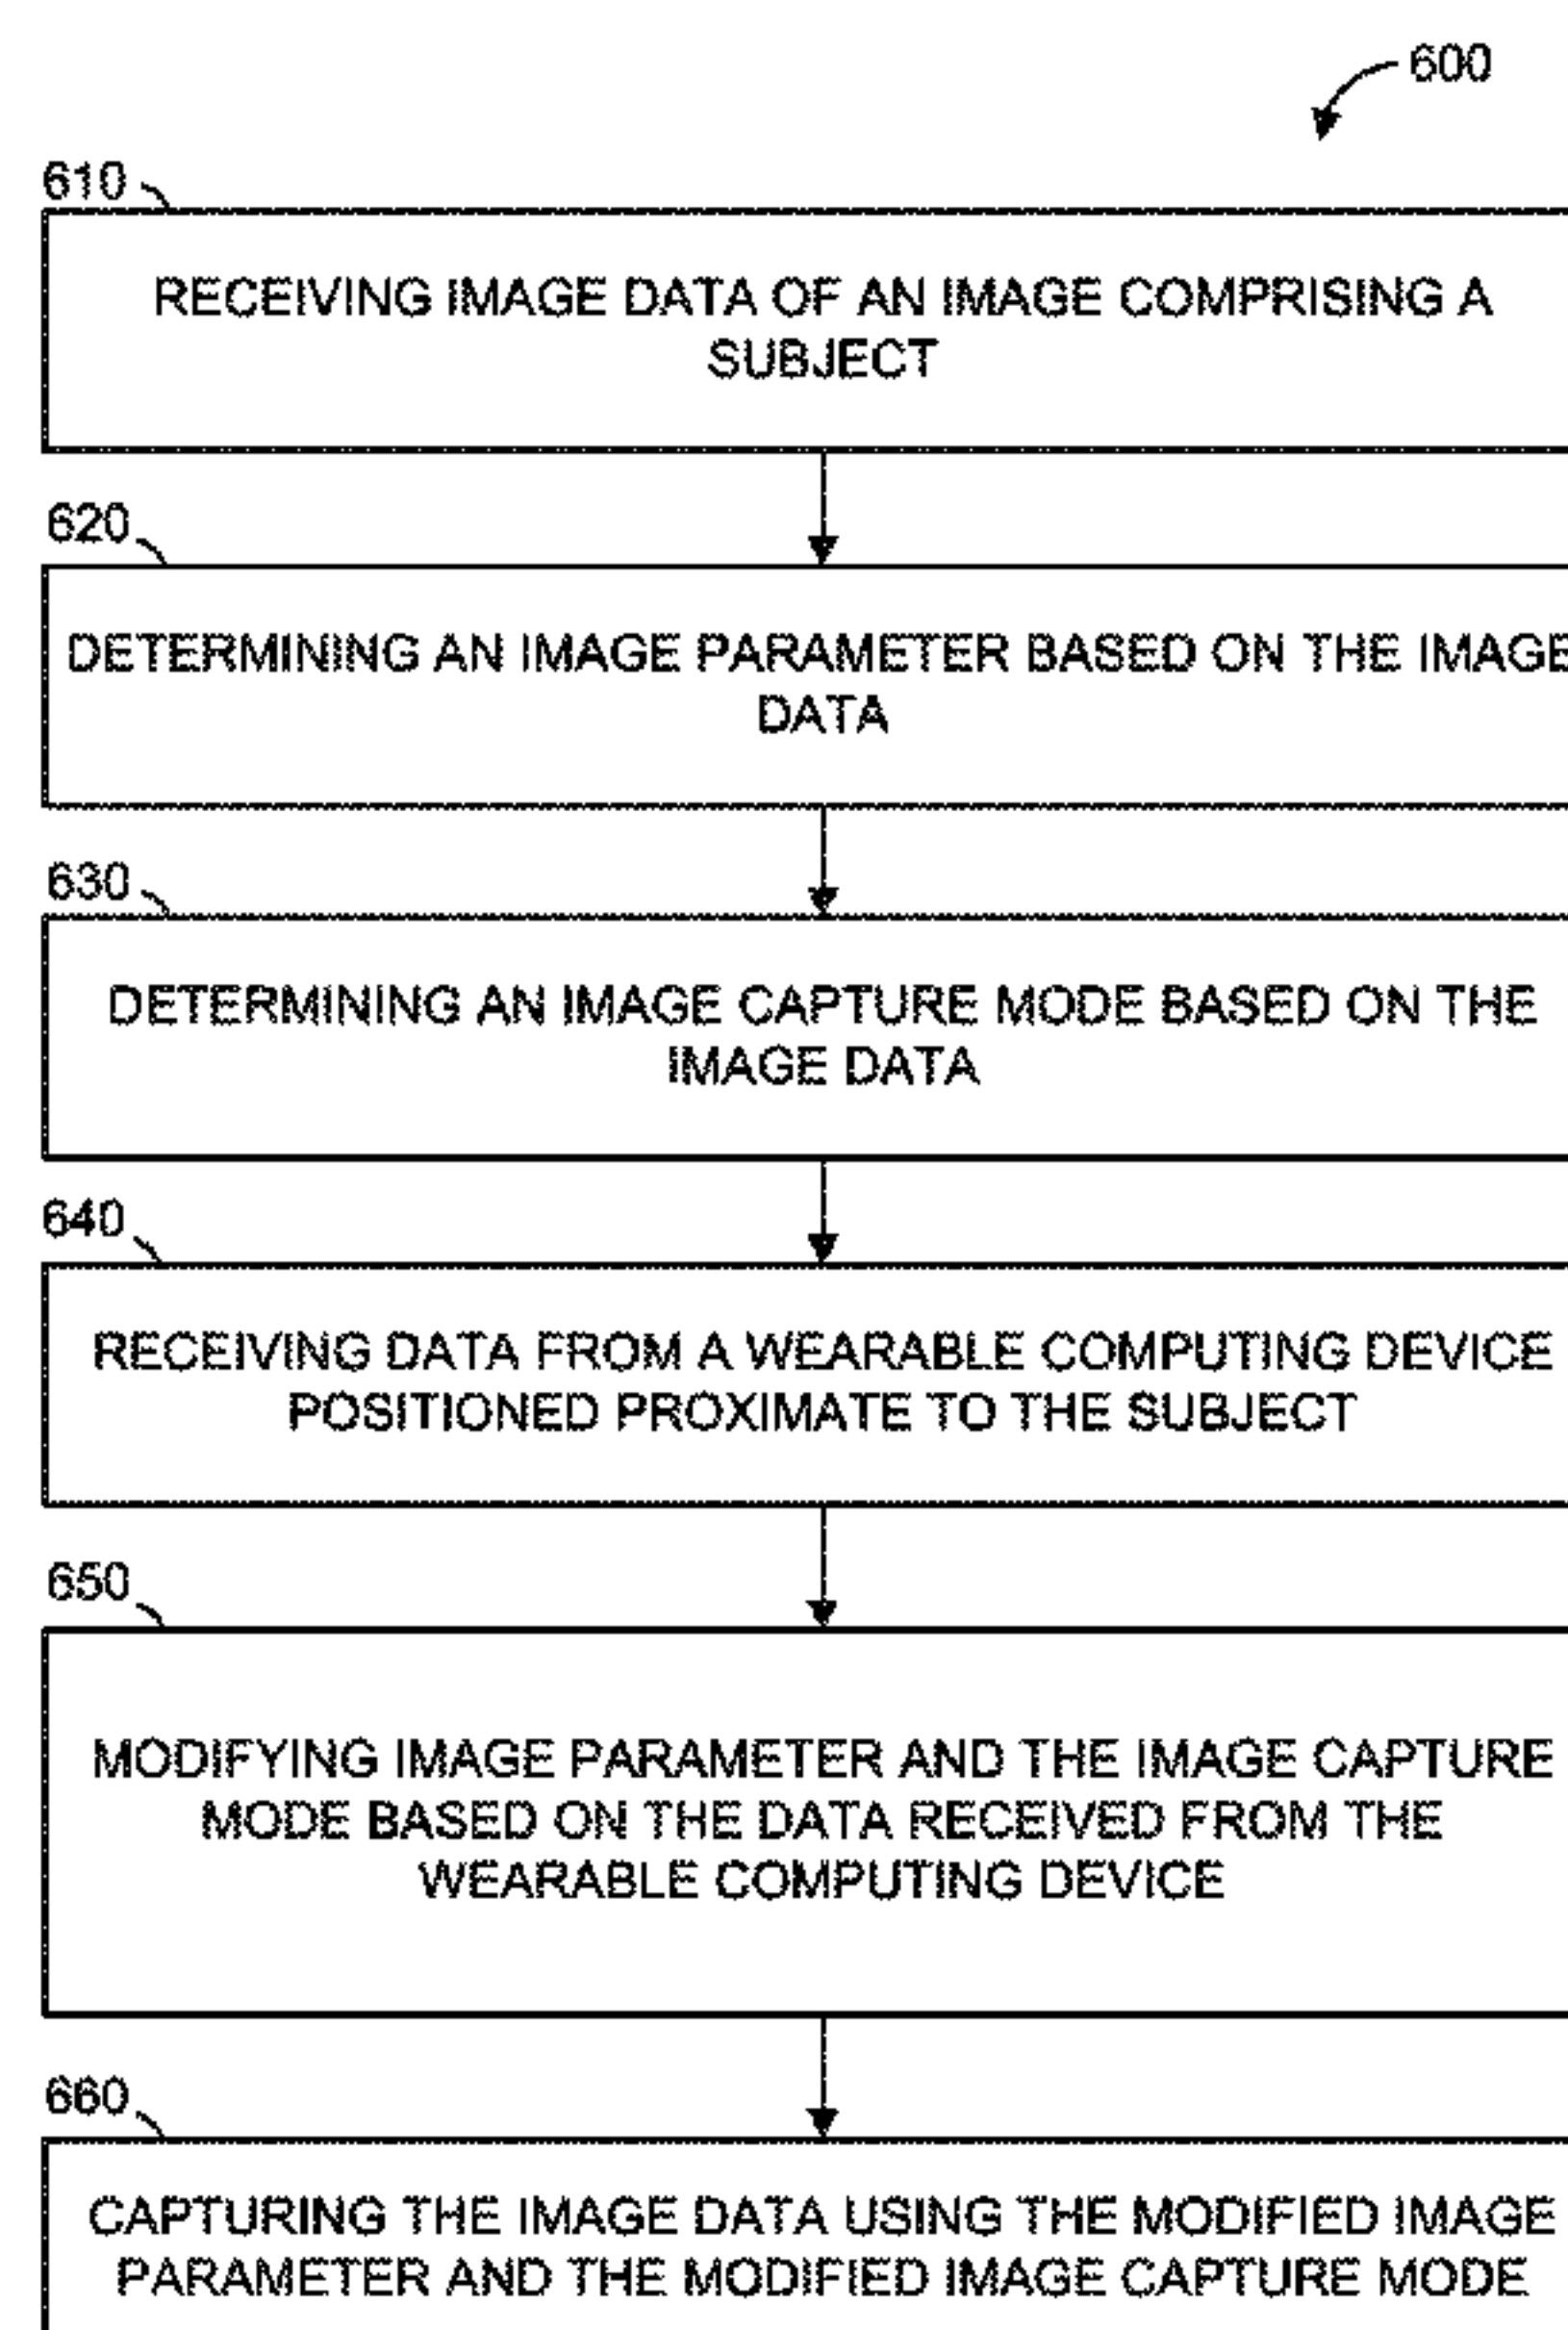 600
610
RECEIVING IMAGE DATA OF AN IMAGE COMPRISING A
SUBJECT
620
DETERMINING AN IMAGE PARAMETER BASED ON THE IMAGE
DATA
630
DETERMINING AN IMAGE CAPTURE MODE BASED ON THE
IMAGE DATA
640
RECEIVING DATA FROM A WEARABLE COMPUTING DEVICE
POSITIONED PROXIMATE TO THE SUBJECT
650
MODIFYING IMAGE PARAMETER AND THE IMAGE CAPTURE
MODE BASED ON THE DATA RECEIVED FROM THE
WEARABLE COMPUTING DEVICE
660
CAPTURING THE IMAGE DATA USING THE MODIFIED IMAGE
PARAMETER AND THE MODIFIED IMAGE CAPTURE MODE